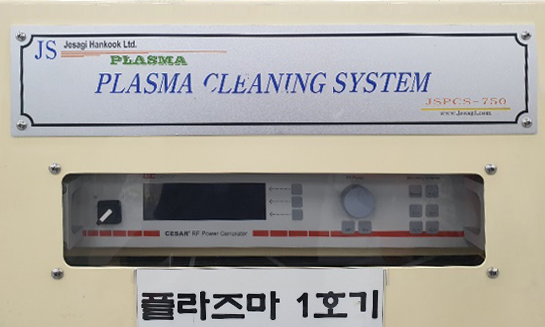 JS Jesagi Hankook Ltd.
PLASMA
PLASMA CLEANING SYSTEM
JSPCS-750
www.Jesagi.com
CESAR® RF Power Generator
플라즈마 1호기